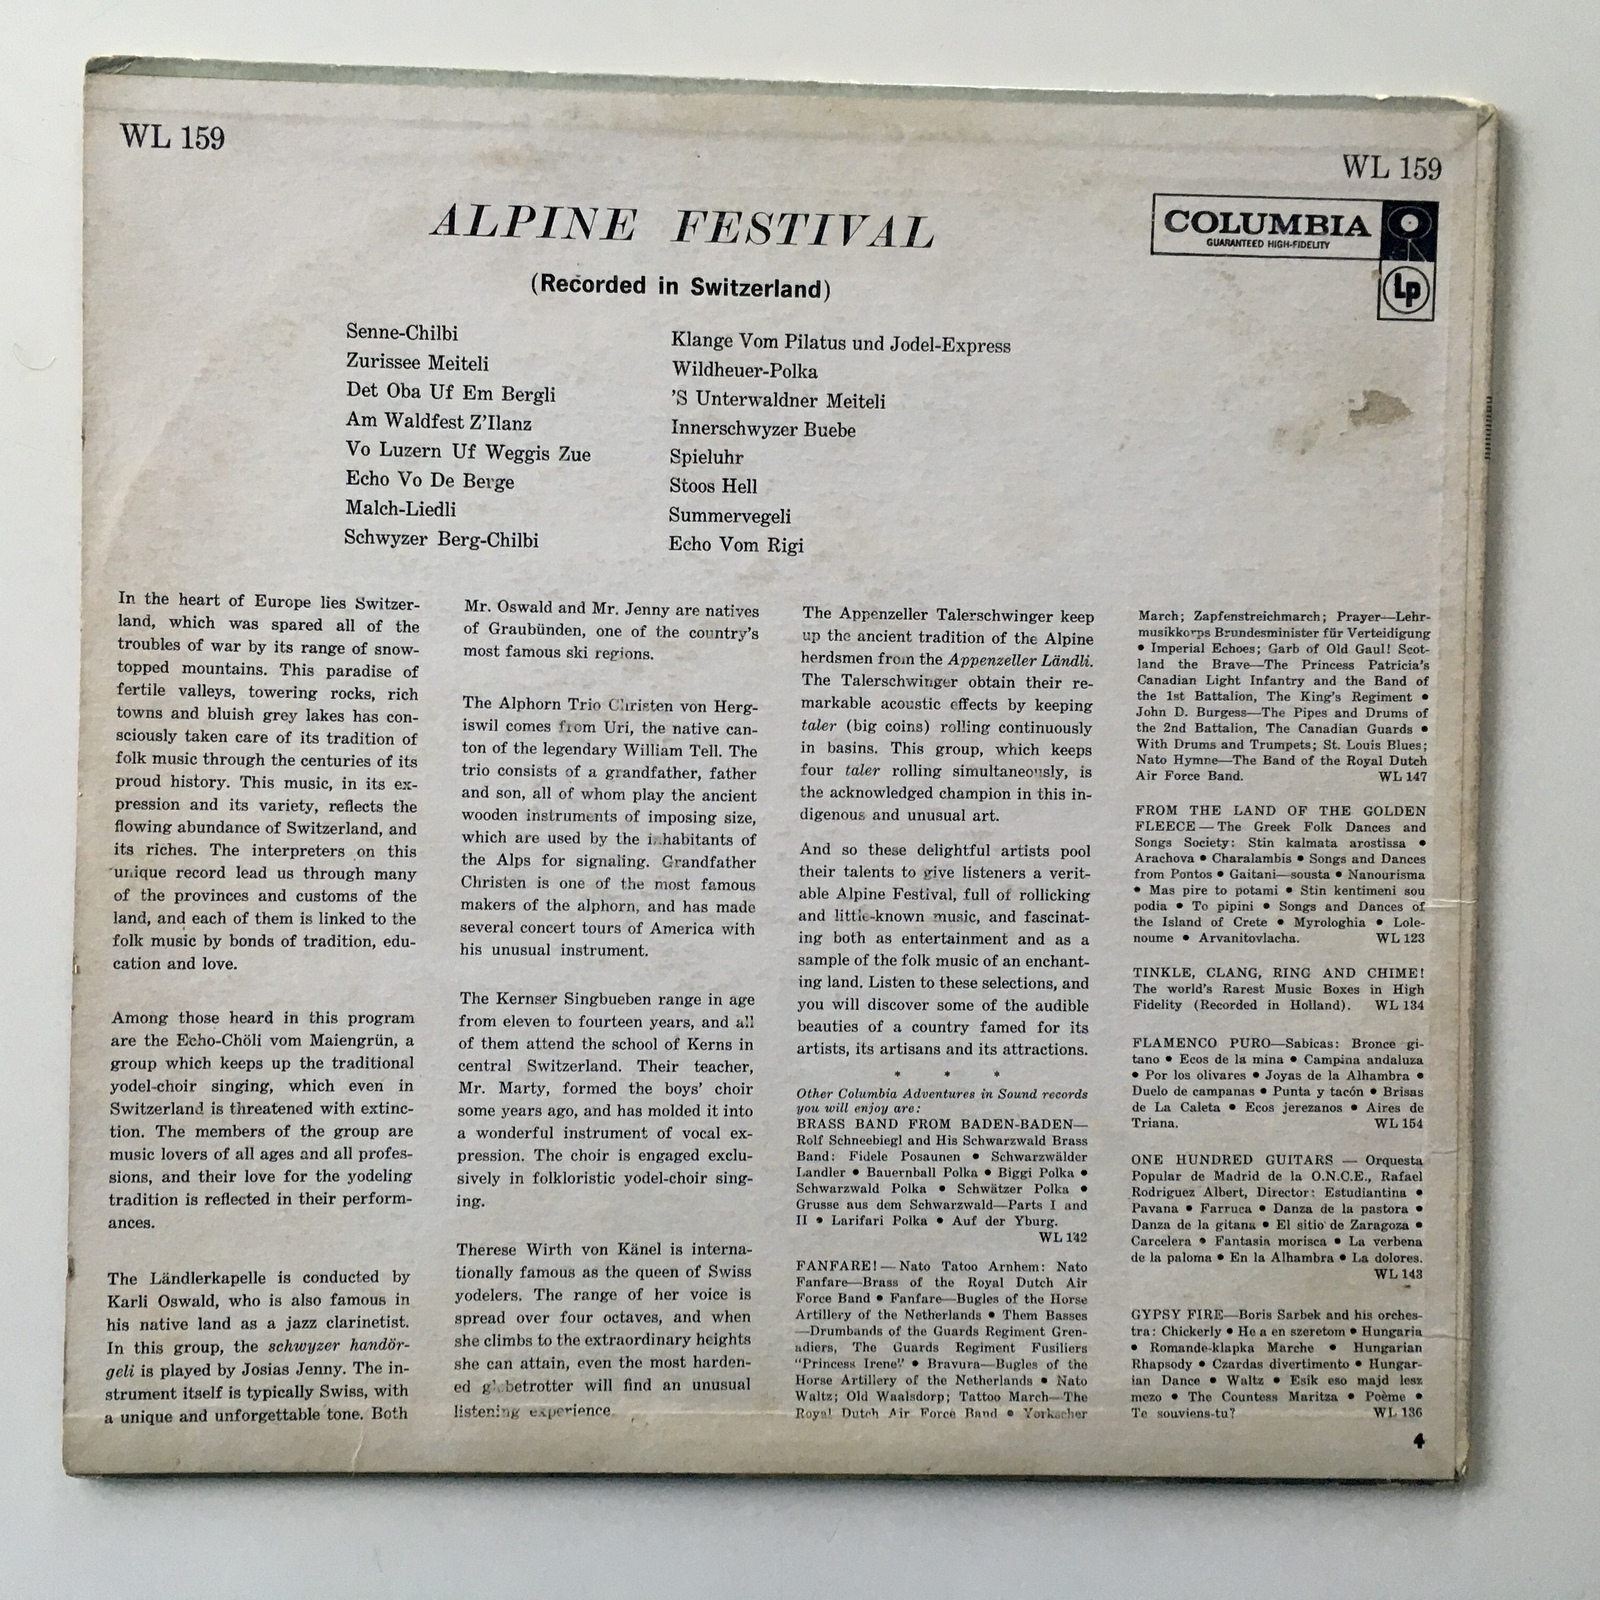 WL 159
WL 159
COLUMBIA
GUARANTEED HIGH-FIDELITY
Lp
ALPINE FESTIVAL
(Recorded in Switzerland)
Senne-Chilbi
Zurissee Meiteli
Det Oba Uf Em Bergli
Am Waldfest Z'Ilanz
Vo Luzern Uf Weggis Zue
Echo Vo De Berge
Malch-Liedli
Schwyzer Berg-Chilbi
Klange Vom Pilatus und Jodel-Express
Wildheuer-Polka
'S Unterwaldner Meiteli
Innerschwyzer Buebe
Spieluhr
Stoos Hell
Summervegeli
Echo Vom Rigi
In the heart of Europe lies Switzer-
land, which was spared all of the
troubles of war by its range of snow-
topped mountains. This paradise of
fertile valleys, towering rocks, rich
towns and bluish grey lakes has con-
sciously taken care of its tradition of
folk music through the centuries of its
proud history. This music, in its ex-
pression and its variety, reflects the
flowing abundance of Switzerland, and
its riches. The interpreters on this
unique record lead us through many
of the provinces and customs of the
land, and each of them is linked to the
folk music by bonds of tradition, edu-
cation and love.
Among those heard in this program
are the Echo-Chöli vom Maiengrün, a
group which keeps up the traditional
yodel-choir singing, which even in
Switzerland is threatened with extinc-
tion. The members of the group are
music lovers of all ages and all profes-
sions, and their love for the yodeling
tradition is reflected in their perform-
ances.
The Ländlerkapelle is conducted by
Karli Oswald, who is also famous in
his native land as a jazz clarinetist.
In this group, the schwyzer handör-
geli is played by Josias Jenny. The in-
strument itself is typically Swiss, with
a unique and unforgettable tone. Both
Mr. Oswald and Mr. Jenny are natives
of Graubünden, one of the country's
most famous ski regions.
The Alphorn Trio Christen von Herg-
iswil comes from Uri, the native can-
ton of the legendary William Tell. The
trio consists of a grandfather, father
and son, all of whom play the ancient
wooden instruments of imposing size,
which are used by the inhabitants of
the Alps for signaling. Grandfather
Christen is one of the most famous
makers of the alphorn, and has made
several concert tours of America with
his unusual instrument.
The Kernser Singbueben range in age
from eleven to fourteen years, and all
of them attend the school of Kerns in
central Switzerland. Their teacher,
Mr. Marty, formed the boys' choir
some years ago, and has molded it into
a wonderful instrument of vocal ex-
pression. The choir is engaged exclu-
sively in folkloristic yodel-choir sing-
ing.
Therese Wirth von Känel is interna-
tionally famous as the queen of Swiss
yodelers. The range of her voice is
spread over four octaves, and when
she climbs to the extraordinary heights
she can attain, even the most harden-
ed globetrotter will find an unusual
listening experience.
The Appenzeller Talerschwinger keep
up the ancient tradition of the Alpine
herdsmen from the Appenzeller Ländli.
The Talerschwinger obtain their re-
markable acoustic effects by keeping
taler (big coins) rolling continuously
in basins. This group, which keeps
four taler rolling simultaneously, is
the acknowledged champion in this in-
digenous and unusual art.
And so these delightful artists pool
their talents to give listeners a verit-
able Alpine Festival, full of rollicking
and little-known music, and fascinat-
ing both as entertainment and as a
sample of the folk music of an enchant-
ing land. Listen to these selections, and
you will discover some of the audible
beauties of a country famed for its
artists, its artisans and its attractions.
* * *
Other Columbia Adventures in Sound records
you will enjoy are:
BRASS BAND FROM BADEN-BADEN—
Rolf Schneebiegl and His Schwarzwald Brass
Band: Fidele Posaunen • Schwarzwälder
Landler • Bauernball Polka • Biggi Polka •
Schwarzwald Polka • Schwätzer Polka •
Grusse aus dem Schwarzwald—Parts I and
II • Larifari Polka • Auf der Yburg.
WL 142
FANFARE!—Nato Tatoo Arnhem: Nato
Fanfare—Brass of the Royal Dutch Air
Force Band • Fanfare—Bugles of the Horse
Artillery of the Netherlands • Them Basses
—Drumbands of the Guards Regiment Gren-
adiers, The Guards Regiment Fusiliers
"Princess Irene" • Bravura—Bugles of the
Horse Artillery of the Netherlands • Nato
Waltz; Old Waalsdorp; Tattoo March—The
Royal Dutch Air Force Band • Yorkscher
March; Zapfenstreichmarch; Prayer—Lehr-
musikkorps Brundesminister für Verteidigung
• Imperial Echoes; Garb of Old Gaul! Scot-
land the Brave—The Princess Patricia's
Canadian Light Infantry and the Band of
the 1st Battalion, The King's Regiment •
John D. Burgess—The Pipes and Drums of
the 2nd Battalion, The Canadian Guards •
With Drums and Trumpets; St. Louis Blues;
Nato Hymne—The Band of the Royal Dutch
Air Force Band. WL 147
FROM THE LAND OF THE GOLDEN
FLEECE—The Greek Folk Dances and
Songs Society: Stin kalmata arostissa •
Arachova • Charalambis • Songs and Dances
from Pontos • Gaitani—sousta • Nanourisma
• Mas pire to potami • Stin kentimeni sou
podia • To pipini • Songs and Dances of
the Island of Crete • Myrologhia • Lole-
noume • Arvanitovlacha. WL 123
TINKLE, CLANG, RING AND CHIME!
The world's Rarest Music Boxes in High
Fidelity (Recorded in Holland). WL 134
FLAMENCO PURO—Sabicas: Bronce gi-
tano • Ecos de la mina • Campina andaluza
• Por los olivares • Joyas de la Alhambra •
Duelo de campanas • Punta y tacón • Brisas
de La Caleta • Ecos jerezanos • Aires de
Triana. WL 154
ONE HUNDRED GUITARS — Orquesta
Popular de Madrid de la O.N.C.E., Rafael
Rodriguez Albert, Director: Estudiantina •
Pavana • Farruca • Danza de la pastora •
Danza de la gitana • El sitio de Zaragoza •
Carcelera • Fantasia morisca • La verbena
de la paloma • En la Alhambra • La dolores.
WL 143
GYPSY FIRE—Boris Sarbek and his orches-
tra: Chickerly • He a en szeretom • Hungaria
• Romande-klapka Marche • Hungarian
Rhapsody • Czardas divertimento • Hungar-
ian Dance • Waltz • Esik eso majd lesz
mezo • The Countess Maritza • Poème •
Te souviens-tu? WL 136
4